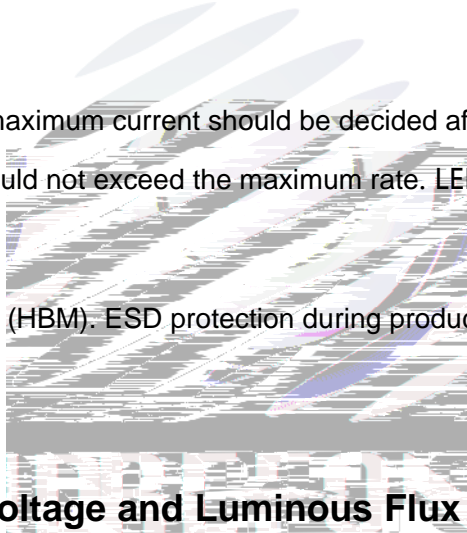 maximum current should be decided af
uld not exceed the maximum rate. LE
(HBM). ESD protection during produc
oltage and Luminous Flux